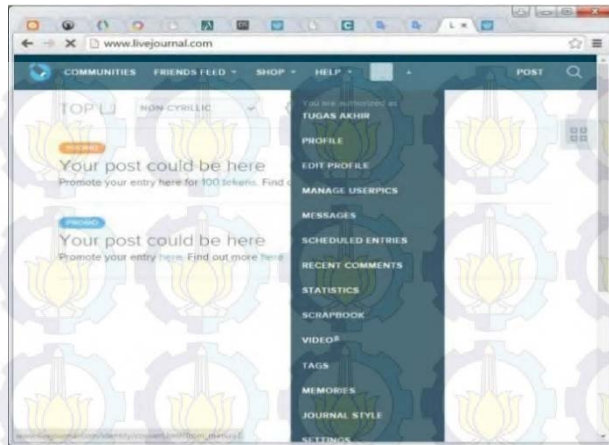 www.livejournal.com
COMMUNITIES FRIENDS FEED SHOP HELP POST
TOP NON-CYRILLIC
You are authorized as
TUGAS AKHIR
PROFILE
EDIT PROFILE
MANAGE USERPICS
MESSAGES
SCHEDULED ENTRIES
RECENT COMMENTS
STATISTICS
SCRAPBOOK
VIDEO
TAGS
MEMORIES
JOURNAL STYLE
SETTINGS
Your post could be here
Promote your entry here for 100 tokens. Find
PROMO
Your post could be here
Promote your entry here. Find out more here